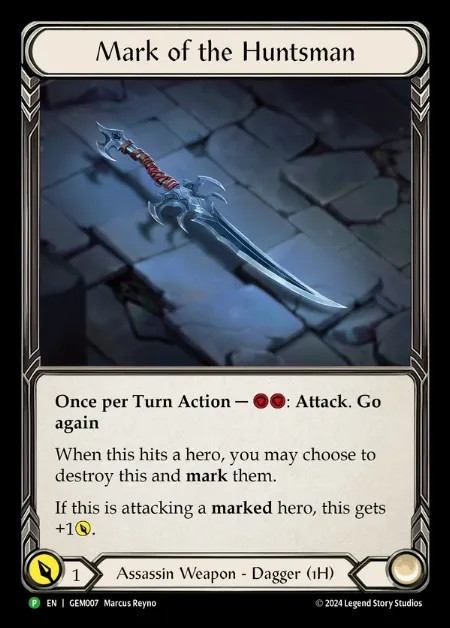 Mark of the Huntsman
Once per Turn Action — : Attack. Go
again
When this hits a hero, you may choose to
destroy this and mark them.
If this is attacking a marked hero, this gets
+1.
1 Assassin Weapon - Dagger (1H)
P EN | GEM007 Marcus Reyno © 2024 Legend Story Studios